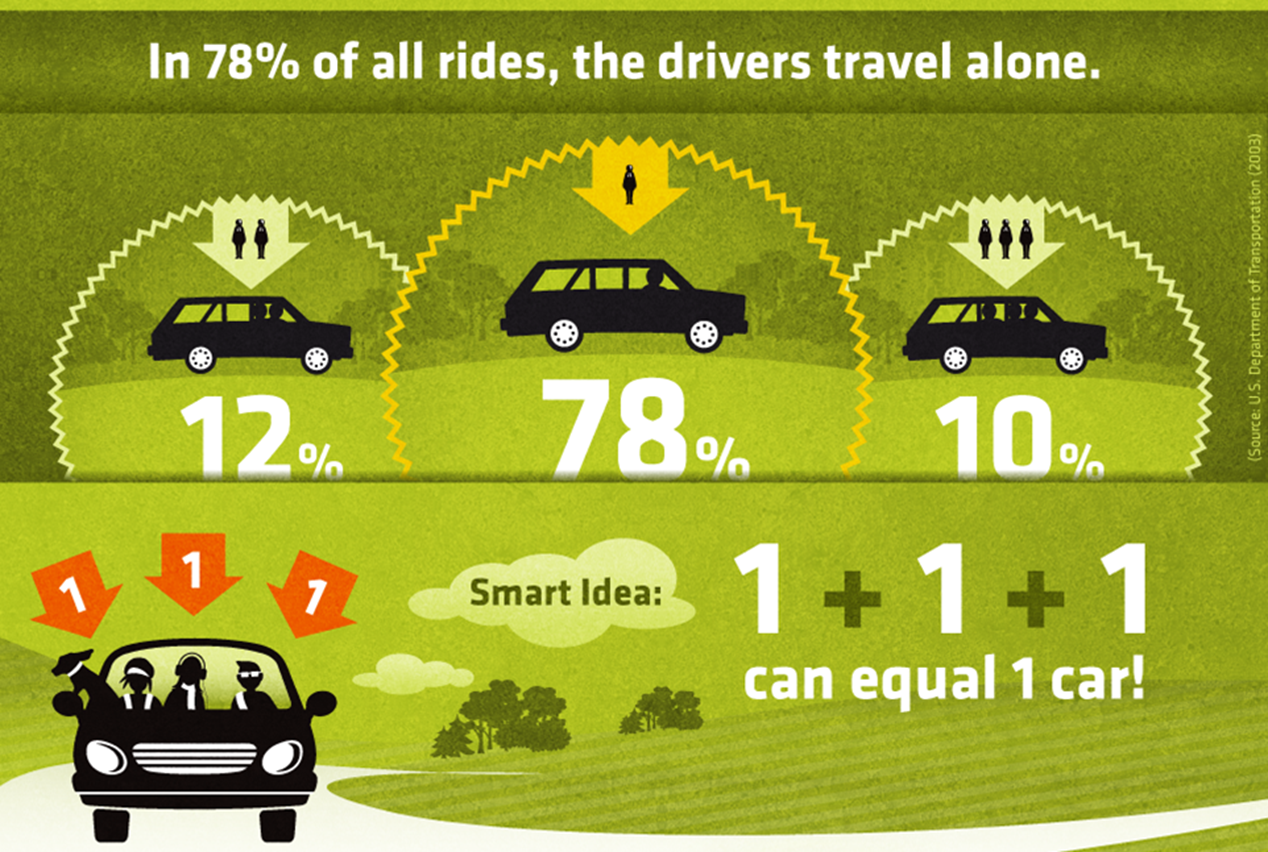 In 78% of all rides, the drivers travel alone.
12%
78%
10%
(Source: U.S. Department of Transportation (2003)
1 1 1
Smart Idea:
1 + 1 + 1
can equal 1 car!